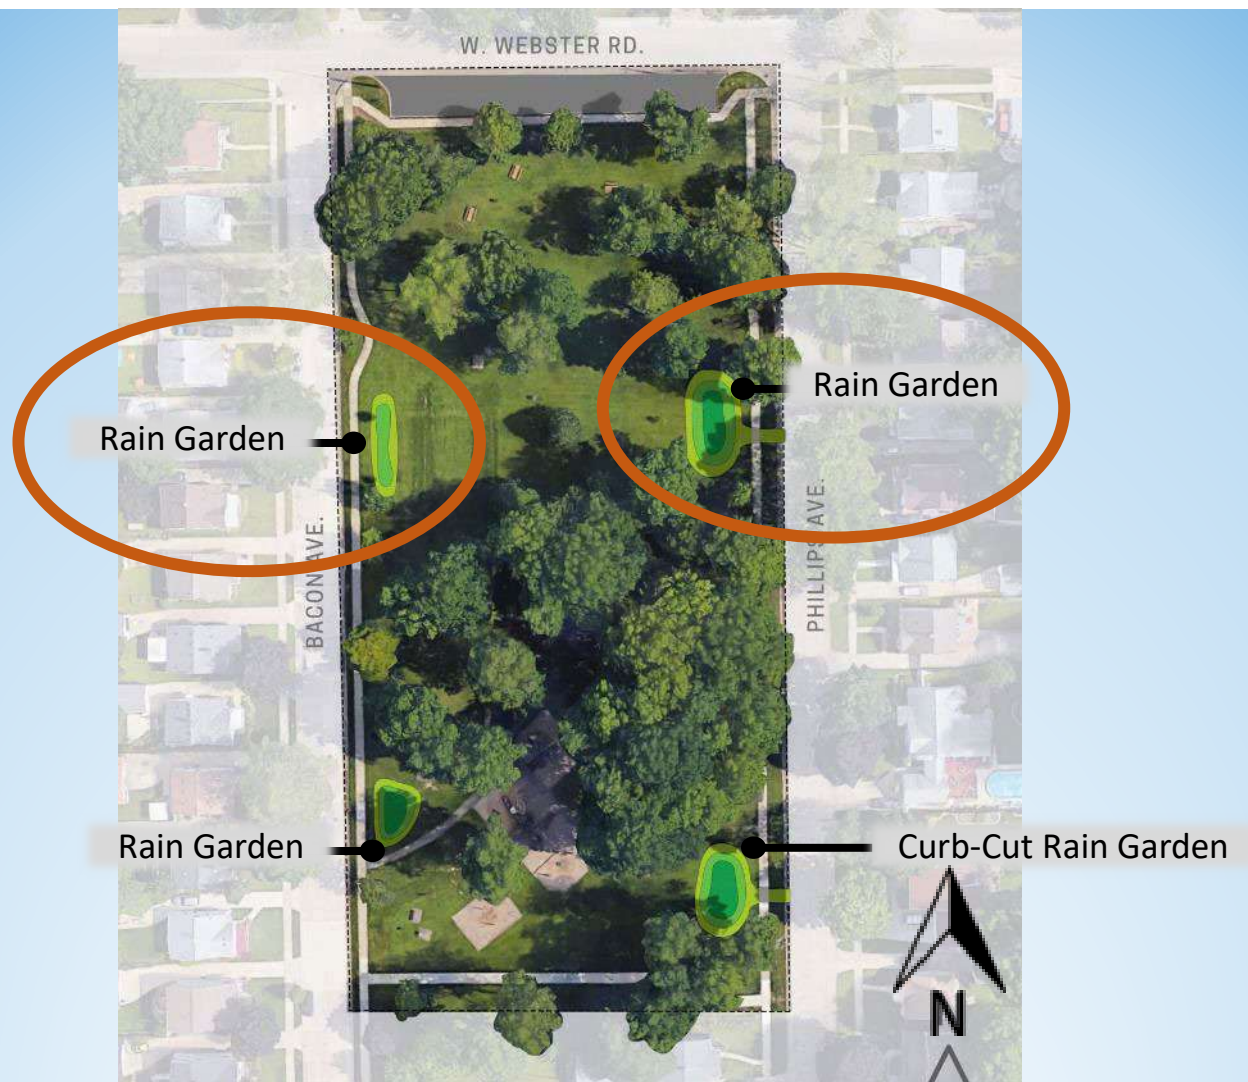 W. WEBSTER RD.
Rain Garden
Rain Garden
BACON AVE.
PHILLIPS AVE.
Rain Garden
Curb-Cut Rain Garden
N